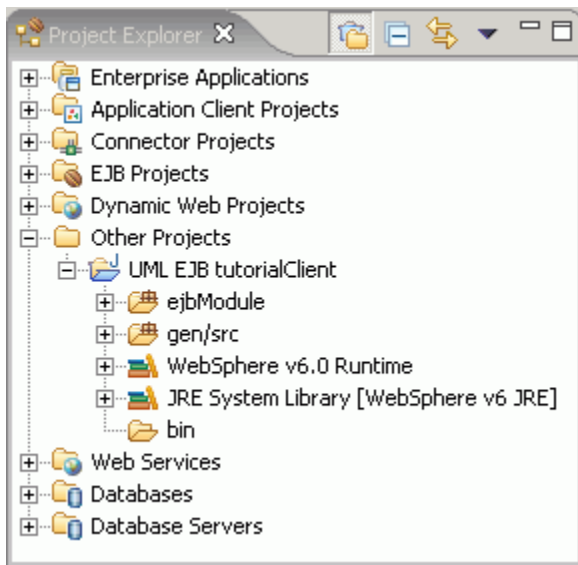 Project Explorer
Enterprise Applications
Application Client Projects
Connector Projects
EJB Projects
Dynamic Web Projects
Other Projects
UML EJB tutorialClient
ejbModule
gen/src
WebSphere v6.0 Runtime
JRE System Library [WebSphere v6 JRE]
bin
Web Services
Databases
Database Servers